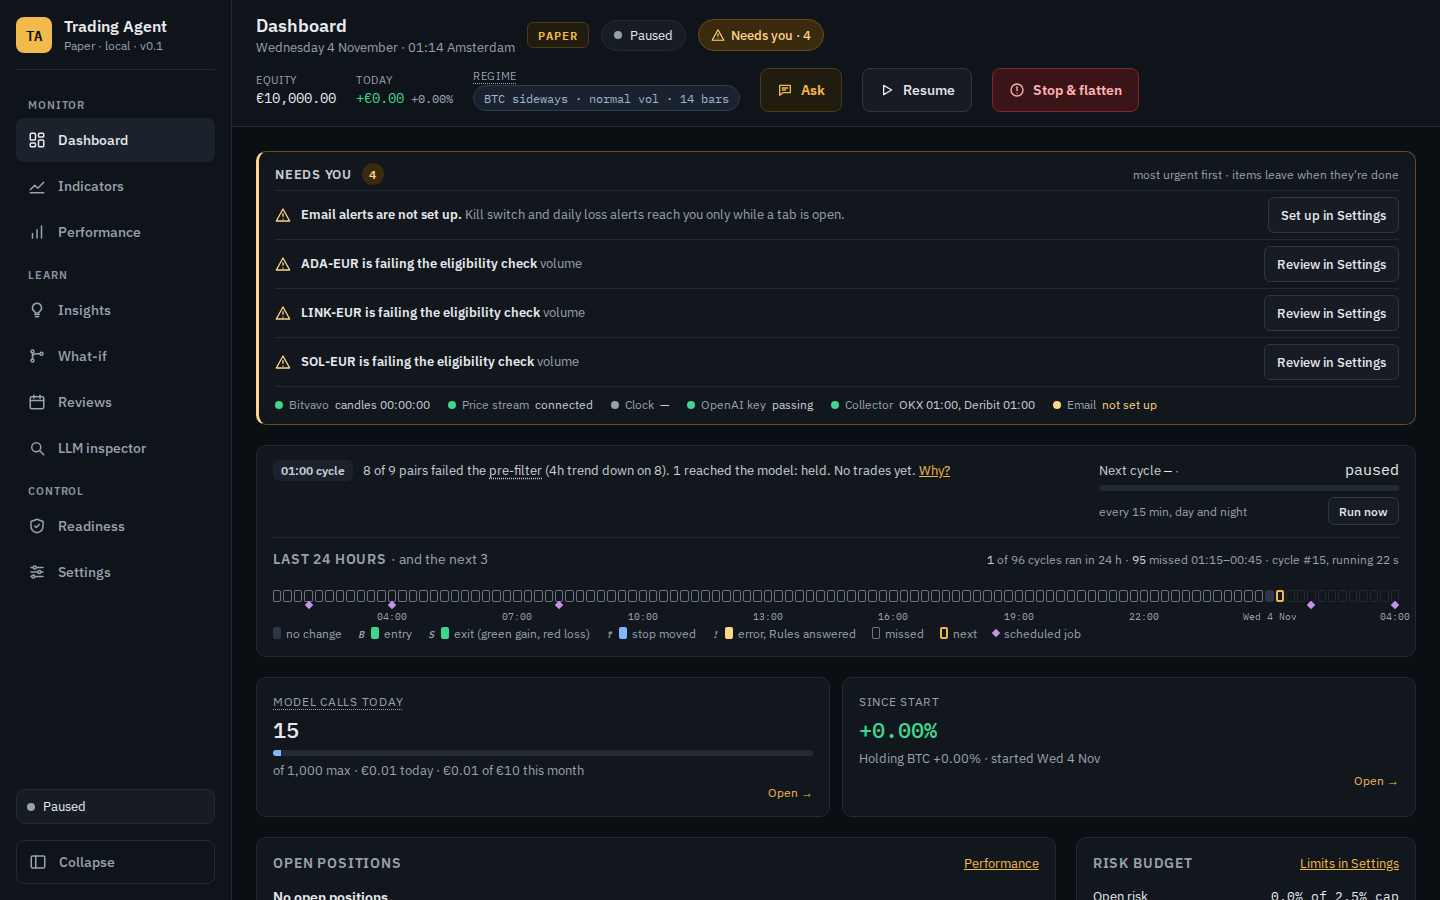 TA
Trading Agent
Paper · local · v0.1
MONITOR
Dashboard
Indicators
Performance
LEARN
Insights
What-if
Reviews
LLM inspector
CONTROL
Readiness
Settings
Paused
Collapse
Dashboard
Wednesday 4 November · 01:14 Amsterdam
PAPER
Paused
Needs you · 4
EQUITY
€10,000.00
TODAY
+€0.00 +0.00%
REGIME
BTC sideways · normal vol · 14 bars
Ask
Resume
Stop & flatten
NEEDS YOU 4
most urgent first · items leave when they're done
Email alerts are not set up. Kill switch and daily loss alerts reach you only while a tab is open.
Set up in Settings
ADA-EUR is failing the eligibility check volume
Review in Settings
LINK-EUR is failing the eligibility check volume
Review in Settings
SOL-EUR is failing the eligibility check volume
Review in Settings
Bitvavo candles 00:00:00 Price stream connected Clock — OpenAI key passing Collector OKX 01:00, Deribit 01:00 Email not set up
01:00 cycle 8 of 9 pairs failed the pre-filter (4h trend down on 8). 1 reached the model: held. No trades yet. Why?
Next cycle — · paused
every 15 min, day and night
Run now
LAST 24 HOURS · and the next 3
1 of 96 cycles ran in 24 h · 95 missed 01:15–00:45 · cycle #15, running 22 s
04:00 07:00 10:00 13:00 16:00 19:00 22:00 Wed 4 Nov 04:00
no change B entry S exit (green gain, red loss) ↑ stop moved ! error, Rules answered missed next scheduled job
MODEL CALLS TODAY
15
of 1,000 max · €0.01 today · €0.01 of €10 this month
Open →
SINCE START
+0.00%
Holding BTC +0.00% · started Wed 4 Nov
Open →
OPEN POSITIONS
Performance
No open positions
RISK BUDGET
Limits in Settings
Open risk 0.0% of 2.5% cap